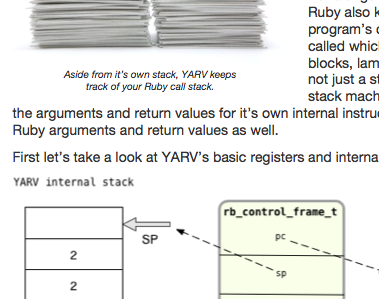 Ruby also k
program's
called whic
blocks, lam
not just a st
stack mach
Aside from it's own stack, YARV keeps
track of your Ruby call stack.
the arguments and return values for it's own internal instruc
Ruby arguments and return values as well.
First let's take a look at YARV's basic registers and interna
YARV internal stack
SP
2
2
rb_control_frame_t
pc
sp